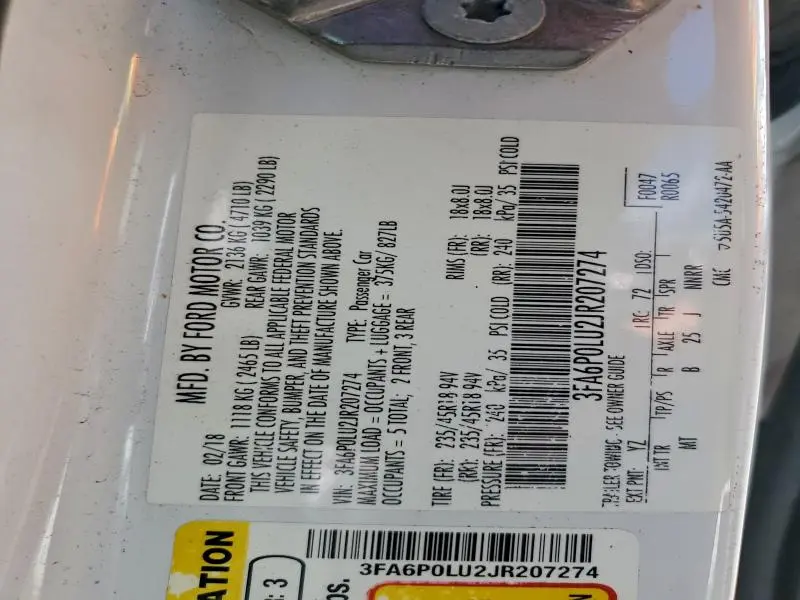 MFD. BY FORD MOTOR CO.
DATE: 02/18 GVWR: 2136 KG (4710 LB)
FRONT GAWR: 1118 KG (2465 LB) REAR GAWR: 1039 KG (2290 LB)
THIS VEHICLE CONFORMS TO ALL APPLICABLE FEDERAL MOTOR
VEHICLE SAFETY, BUMPER, AND THEFT PREVENTION STANDARDS
IN EFFECT ON THE DATE OF MANUFACTURE SHOWN ABOVE.
VIN: 3FA6P0LU2JR207274 TYPE: Passenger Car
MAXIMUM LOAD = OCCUPANTS + LUGGAGE = 375KG/ 827LB
OCCUPANTS = 5 TOTAL; 2 FRONT, 3 REAR
TIRE (FR): 235/45R18 94V RIMS (FR): 18x8.0J
(RR): 235/45R18 94V (RR): 18x8.0J
PRESSURE (FR): 240 kPa/ 35 PSI COLD (RR): 240 kPa/ 35 PSI COLD
3FA6P0LU2JR207274
TRAILER TOWING - SEE OWNER GUIDE
F0047
EXT PNT: YZ RC: 72 DSO: R0065
INT TR TP/PS R AXLE TR SPR
MT B 25 J NNRR
CMC
3FA6P0LU2JR207274
R: 3
OS.